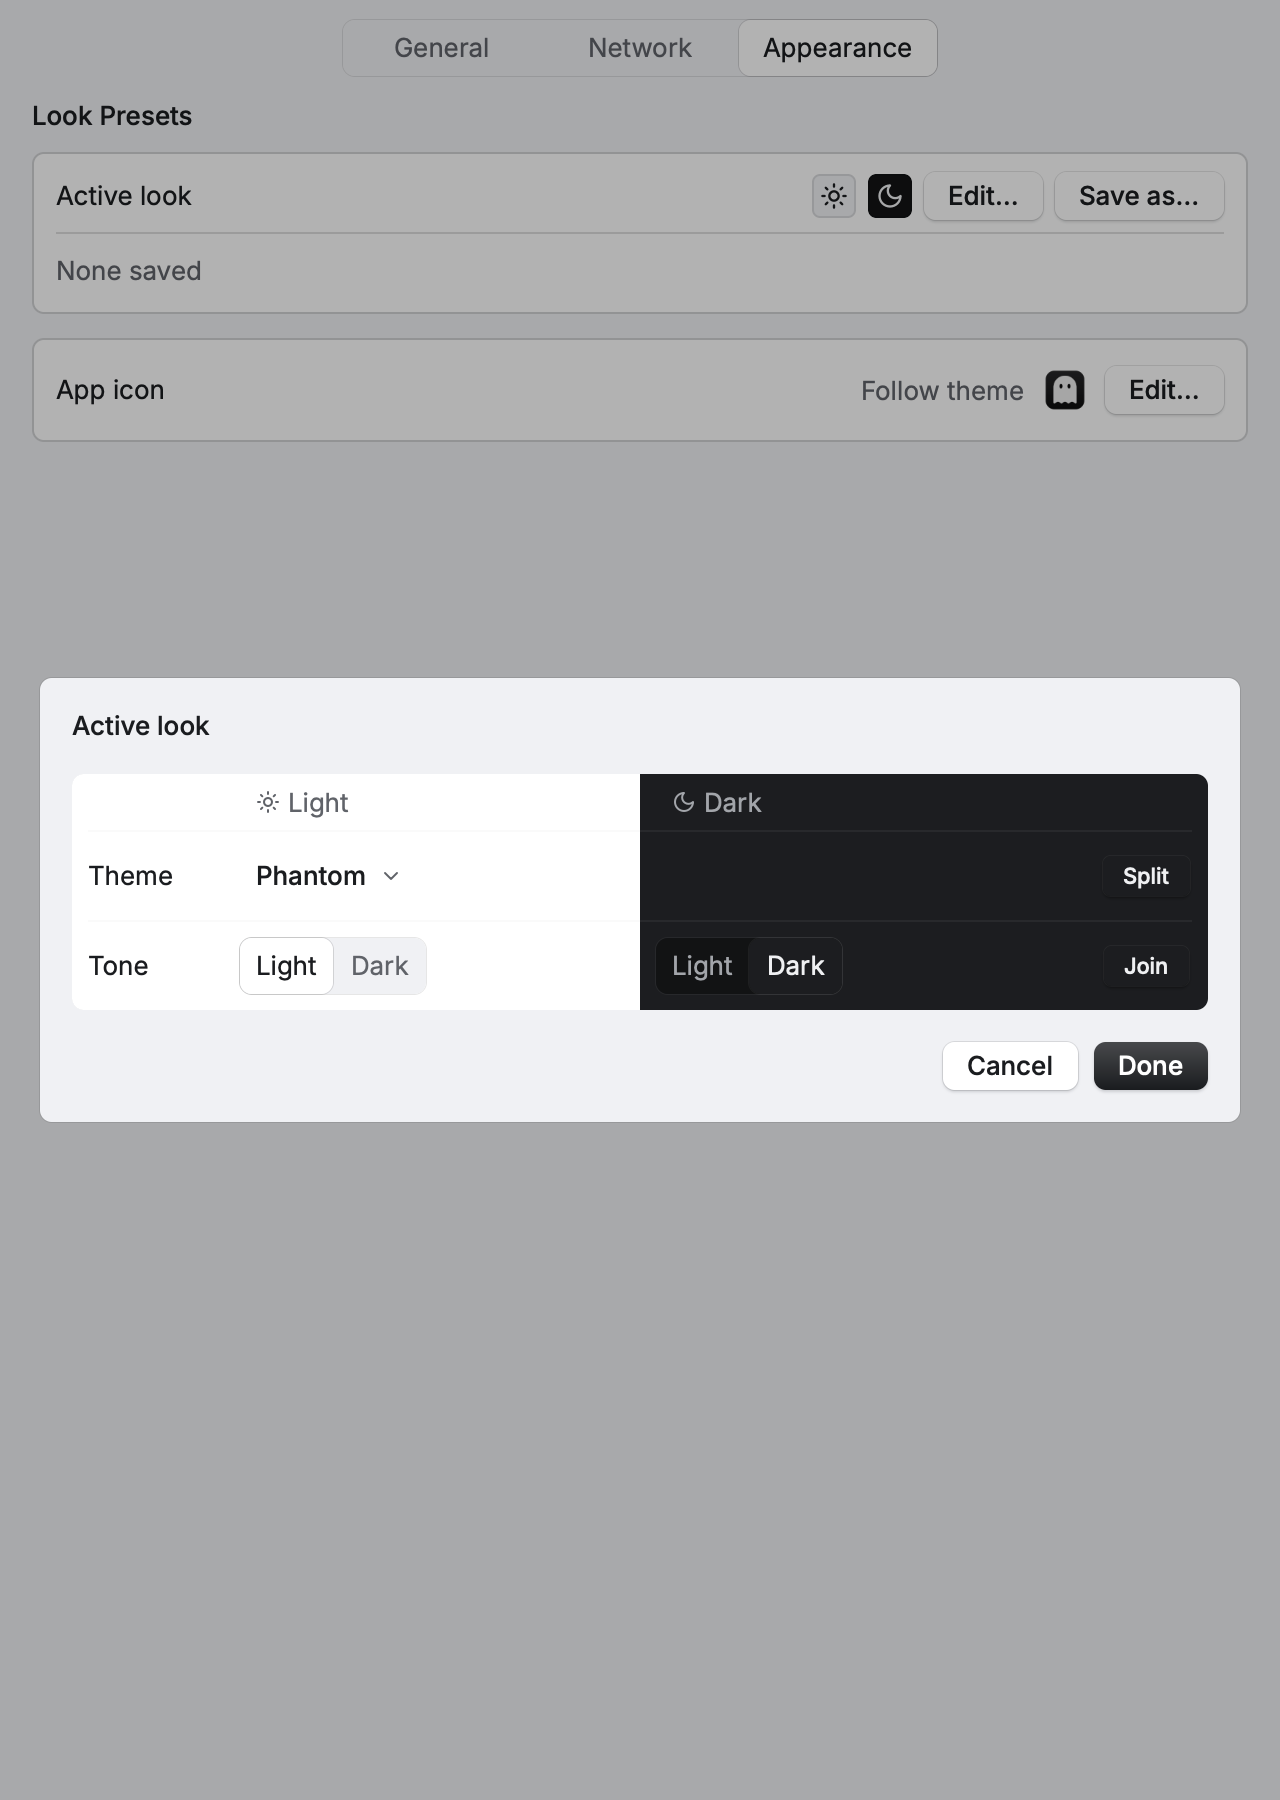 General Network Appearance
Look Presets
Active look Edit... Save as...
None saved
App icon Follow theme Edit...
Active look
Light Dark
Theme Phantom Split
Tone Light Dark Light Dark Join
Cancel Done